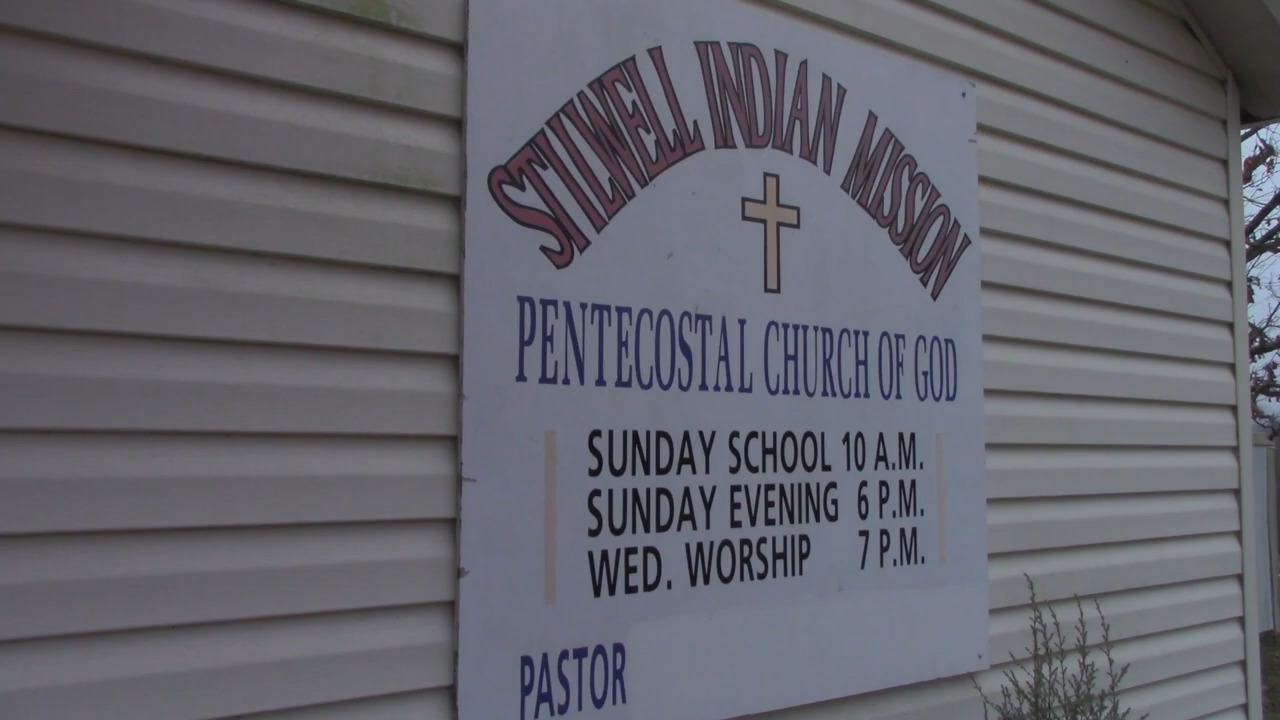 STILWELL INDIAN MISSION
PENTECOSTAL CHURCH OF GOD
SUNDAY SCHOOL 10 A.M.
SUNDAY EVENING 6 P.M.
WED. WORSHIP 7 P.M.
PASTOR